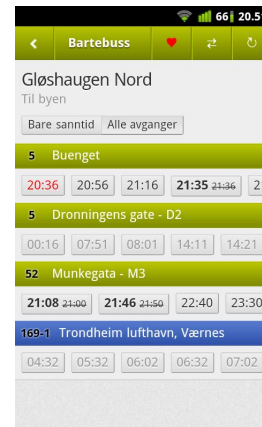 66 20.5
Bartebuss
Gløshaugen Nord
Til byen
Bare sanntid Alle avganger
5 Buenget
20:36 20:56 21:16 21:35 21:36 2
5 Dronningens gate - D2
00:16 07:51 08:01 14:11 14:21
52 Munkegata - M3
21:08 21:00 21:46 21:50 22:40 23:30
169-1 Trondheim lufthavn, Værnes
04:32 05:32 06:02 06:32 07:02